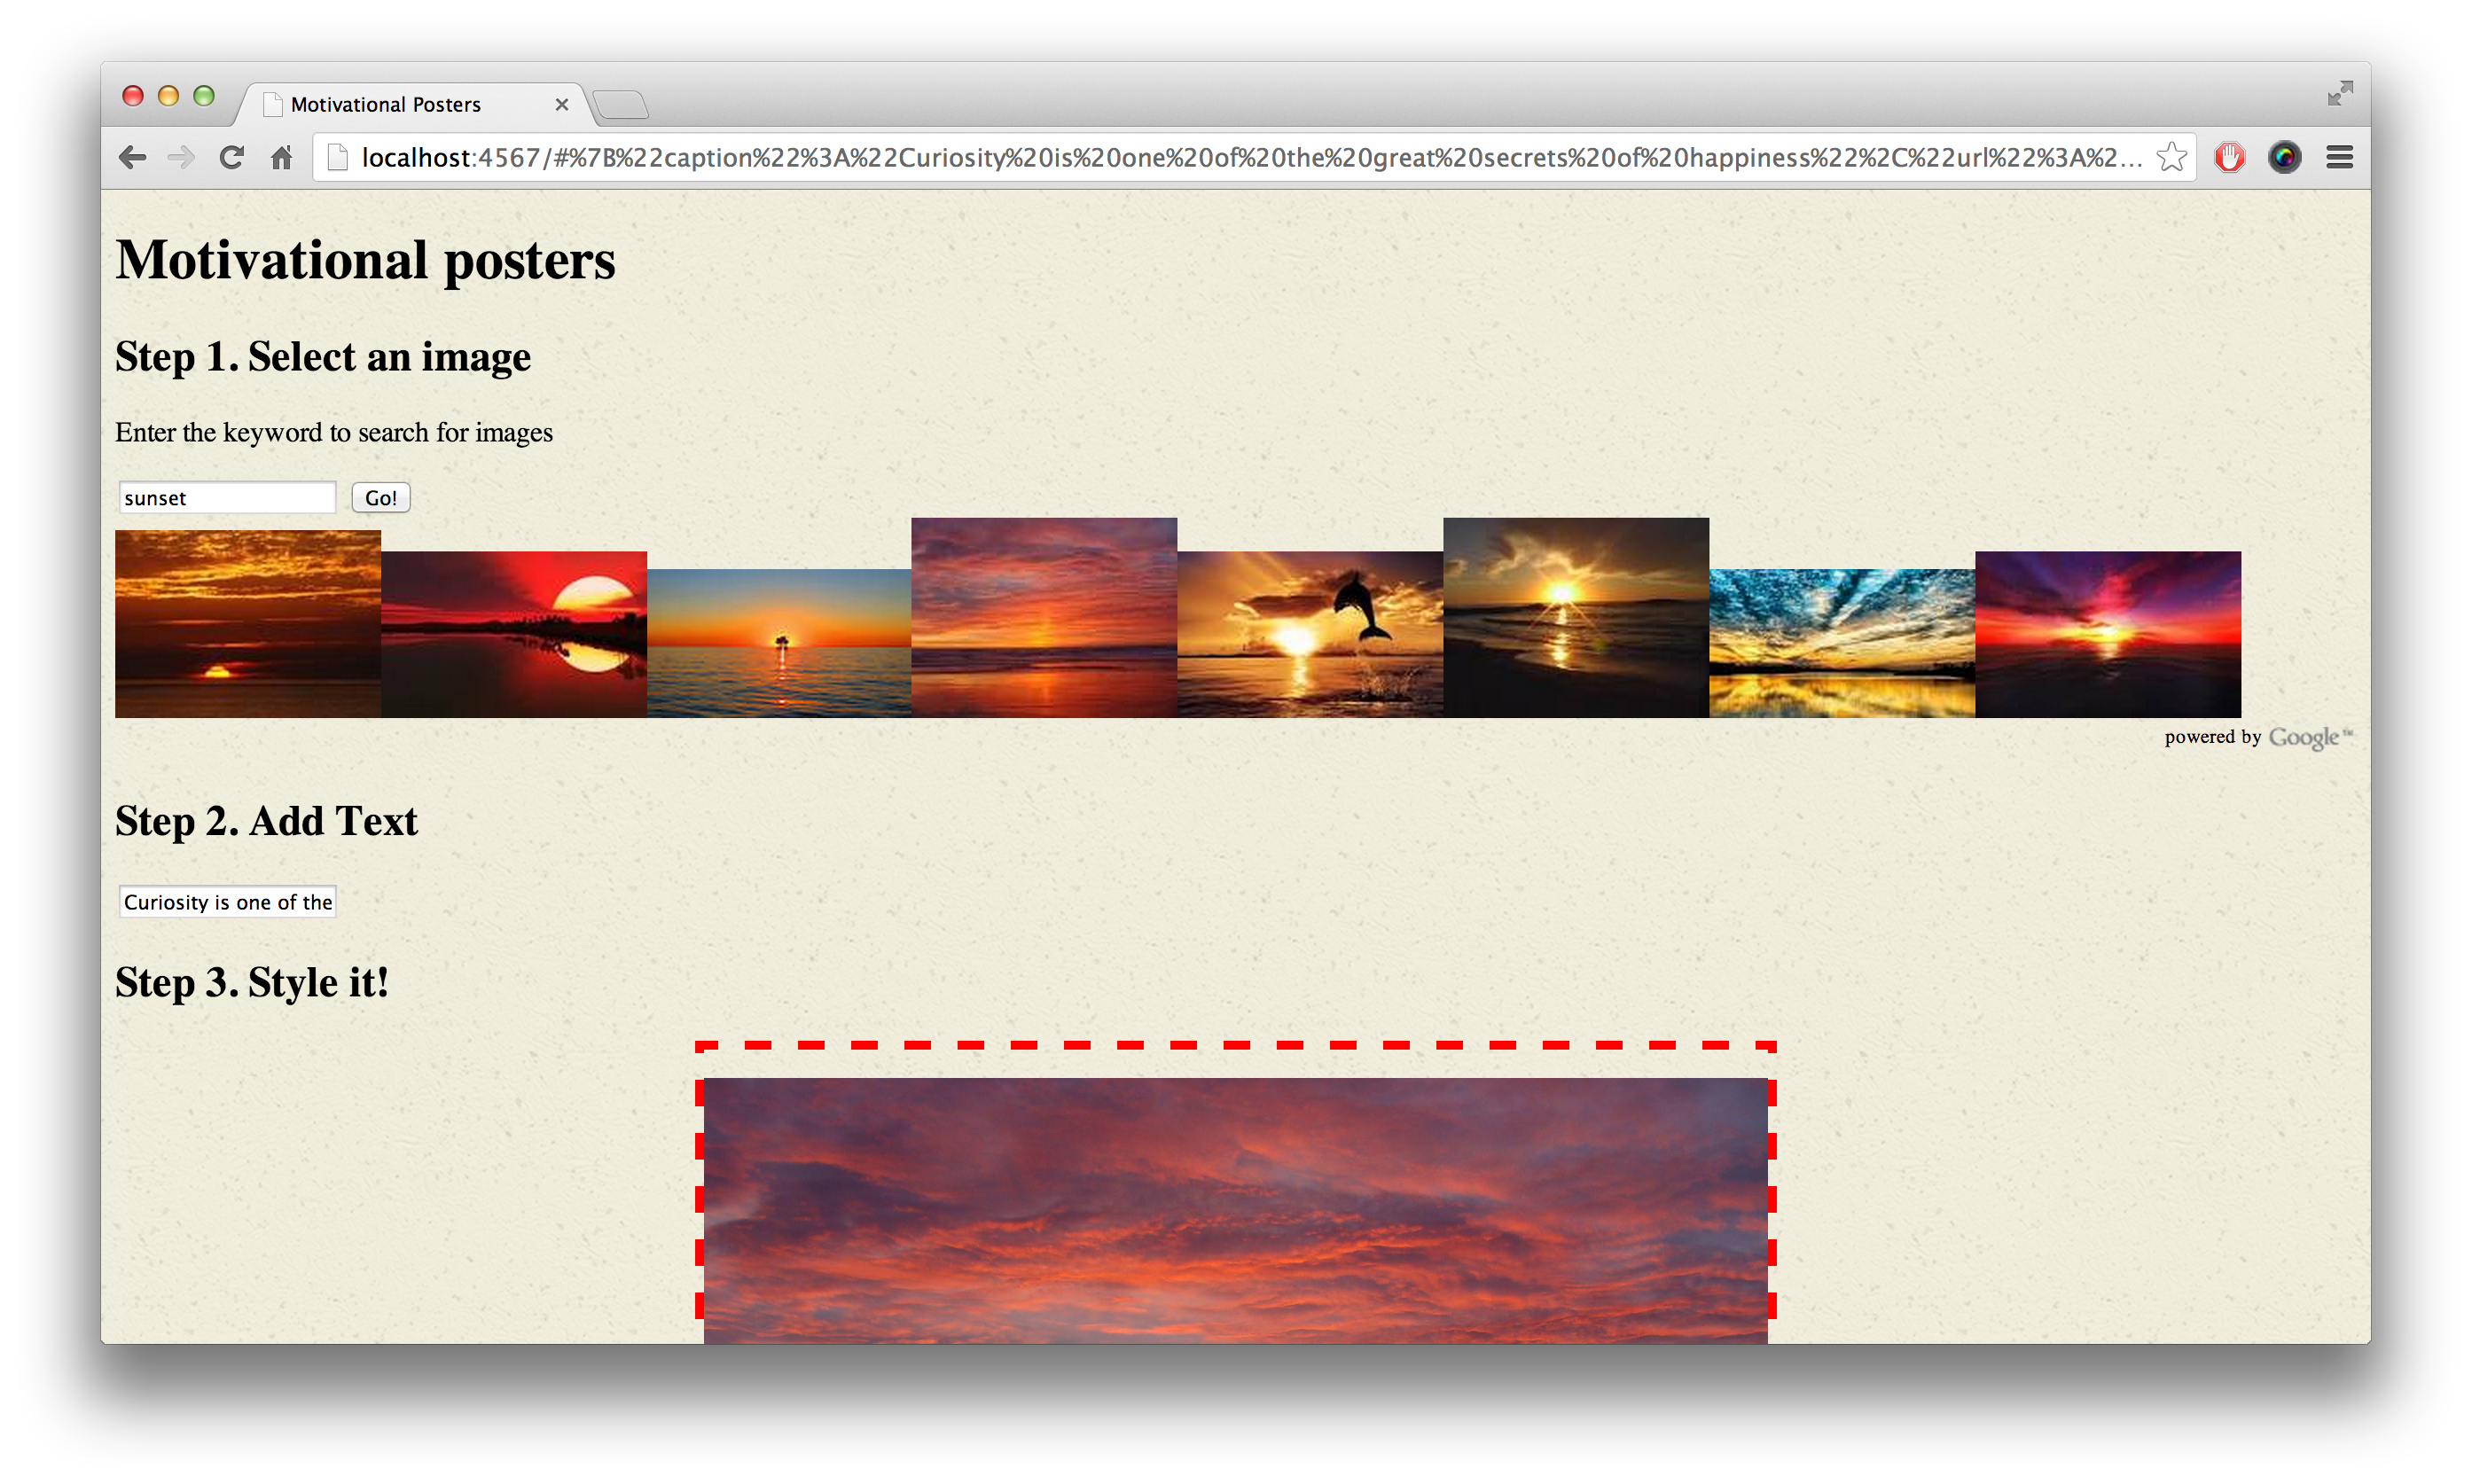 Motivational Posters
localhost:4567/#%7B%22caption%22%3A%22Curiosity%20is%20one%20of%20the%20great%20secrets%20of%20happiness%22%2C%22url%22%3A%2...
Motivational posters
Step 1. Select an image
Enter the keyword to search for images
sunset Go!
powered by Google™
Step 2. Add Text
Curiosity is one of the
Step 3. Style it!